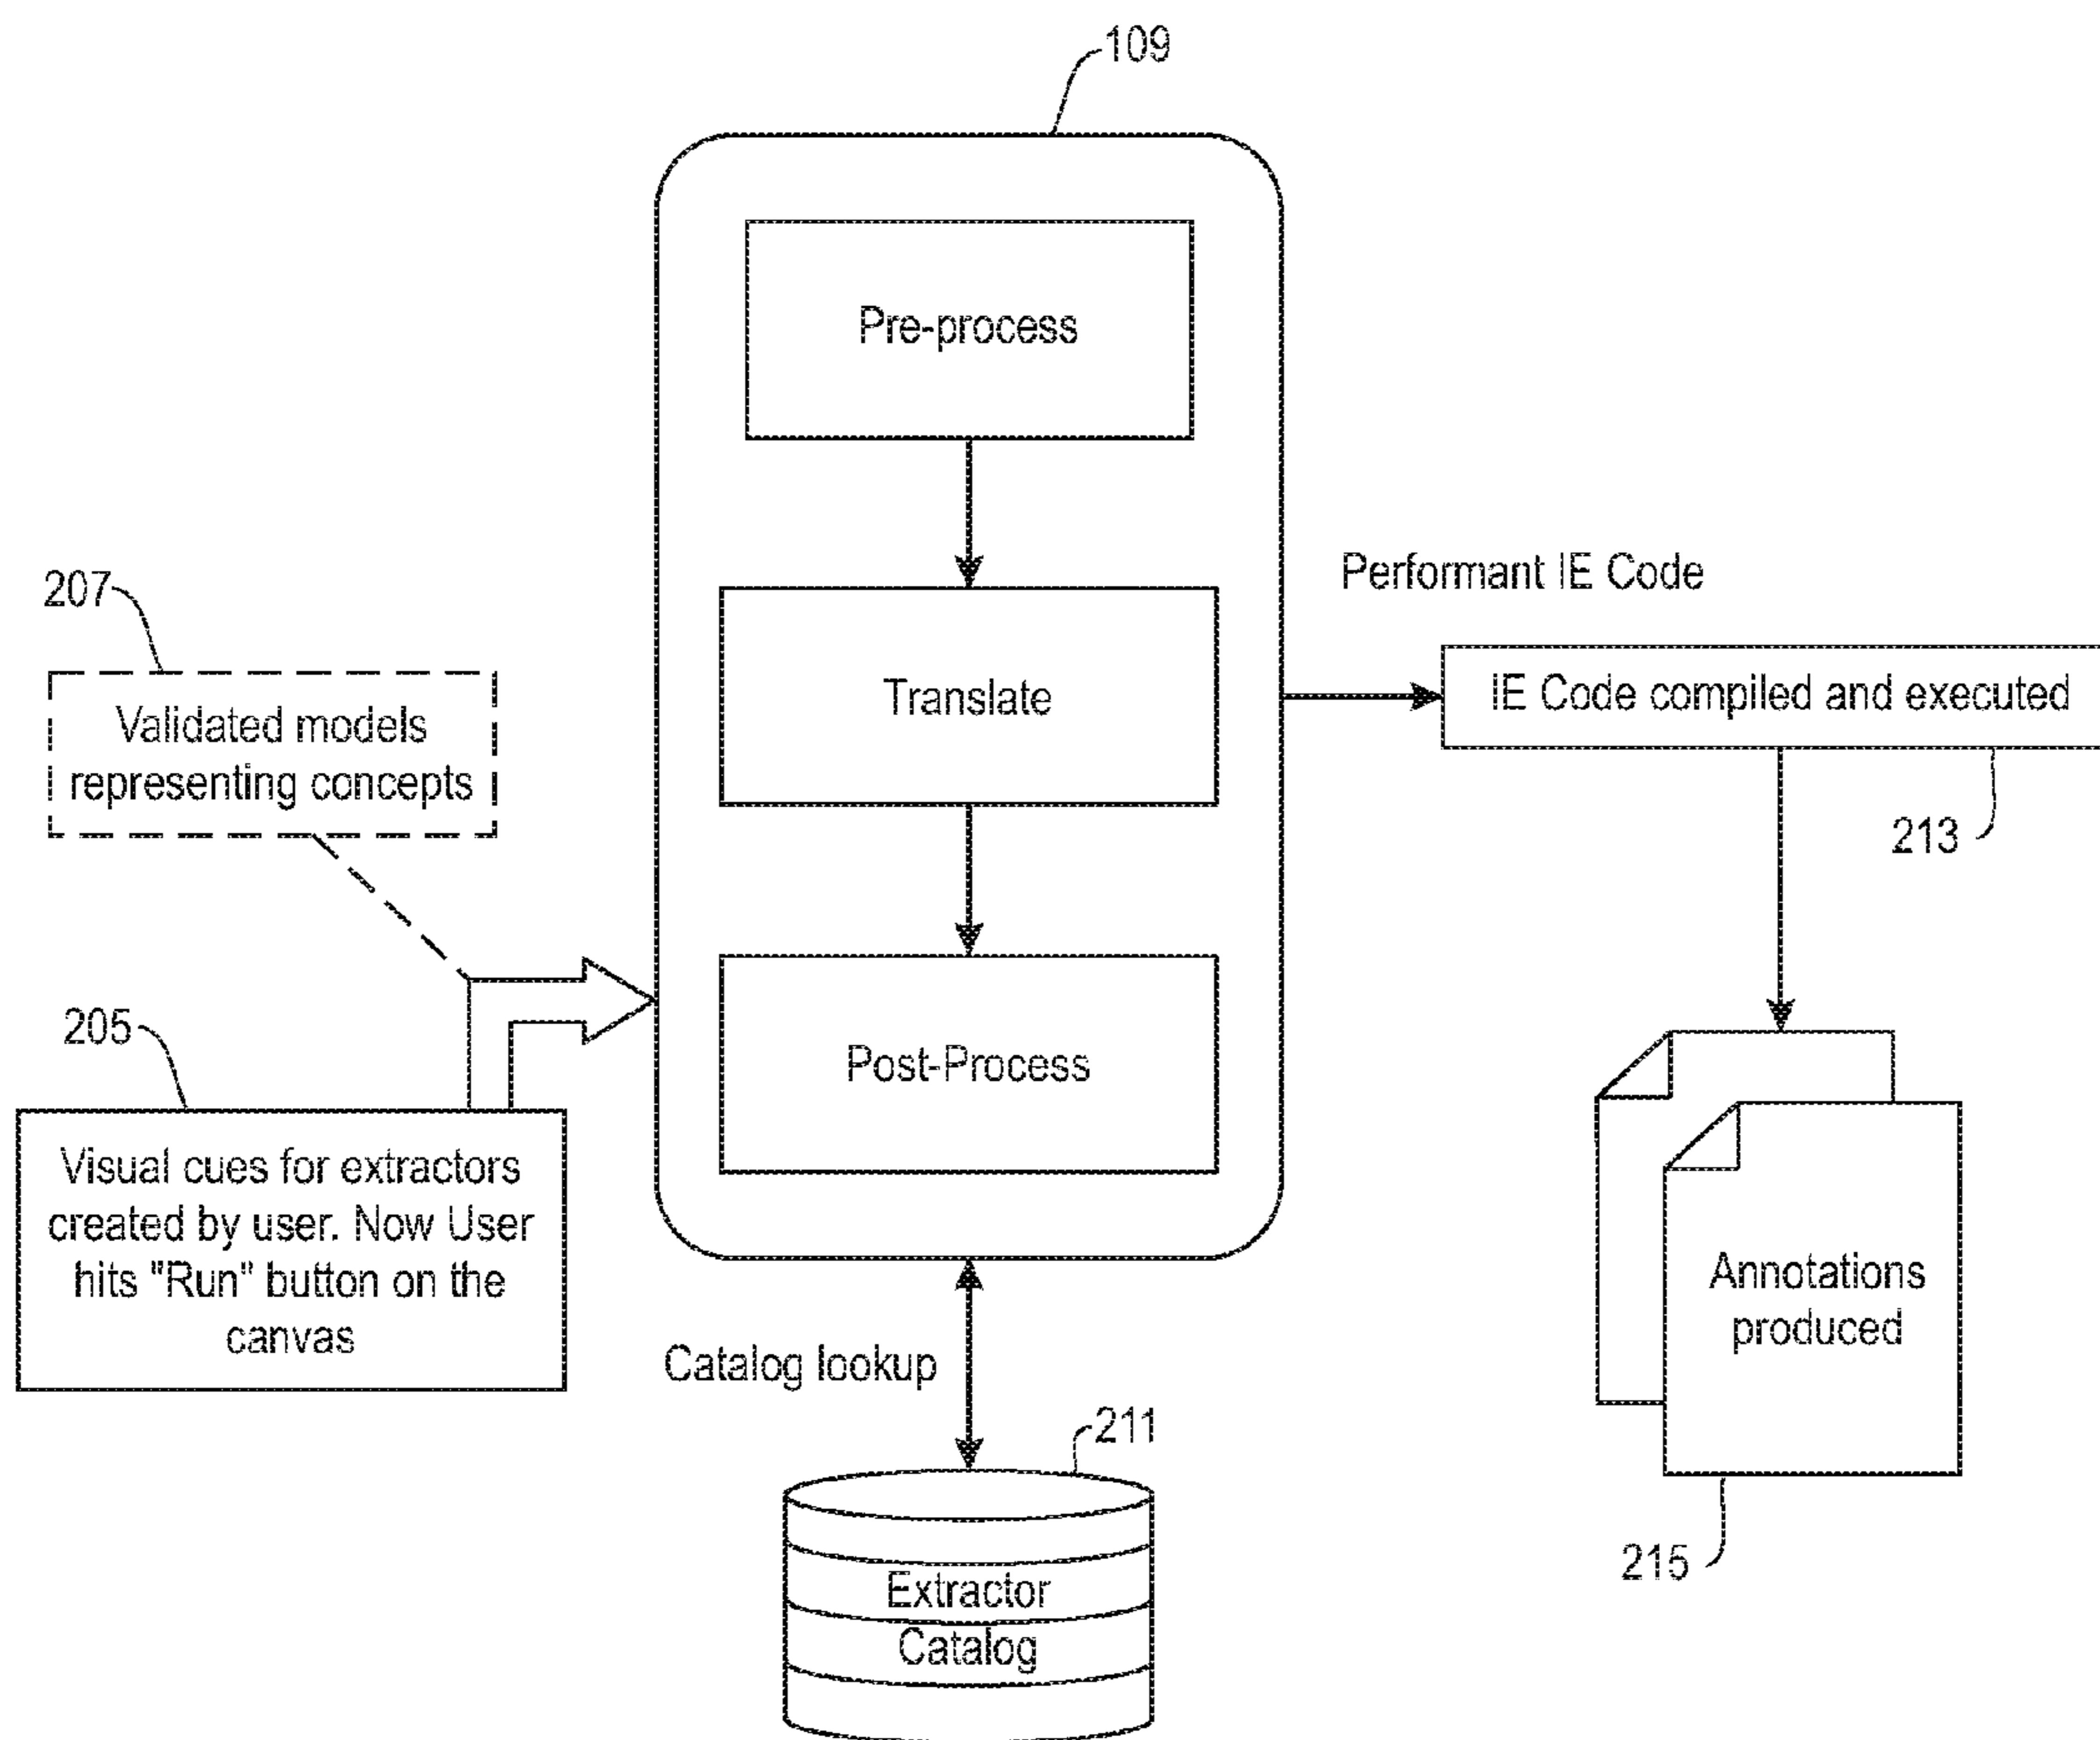 109
Pre-process
Performant IE Code
207
Validated models
representing concepts
Translate
IE Code compiled and executed
213
205
Visual cues for extractors
created by user. Now User
hits "Run" button on the
canvas
Post-Process
Annotations
produced
Catalog lookup
211
215
Extractor
Catalog